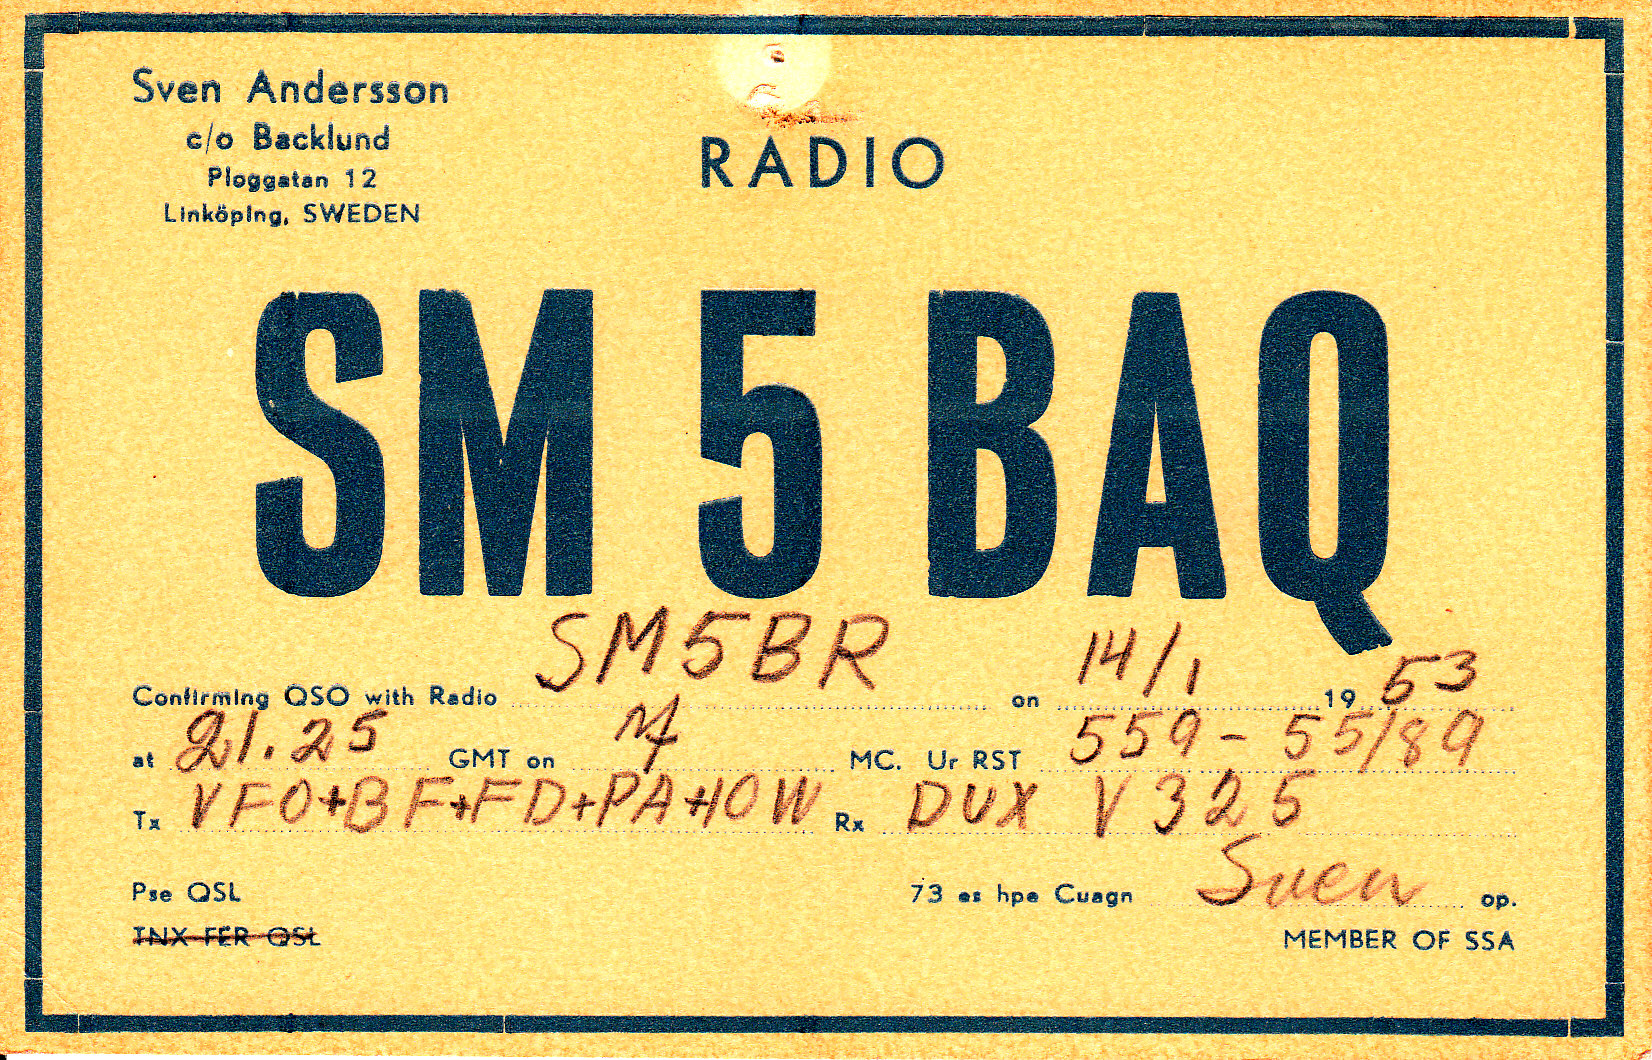 Sven Andersson
c/o Backlund
Ploggatan 12
Linköping, SWEDEN
RADIO
SM 5 BAQ
Confirming QSO with Radio SM5BR on 14/1 19 53
at 21.25 GMT on MC. Ur RST 559 - 55/89
Tx VFO+BF+FD+PA+10W Rx DUX V325
Pse QSL 73 es hpe Cuagn Sven op.
TNX FER QSL MEMBER OF SSA